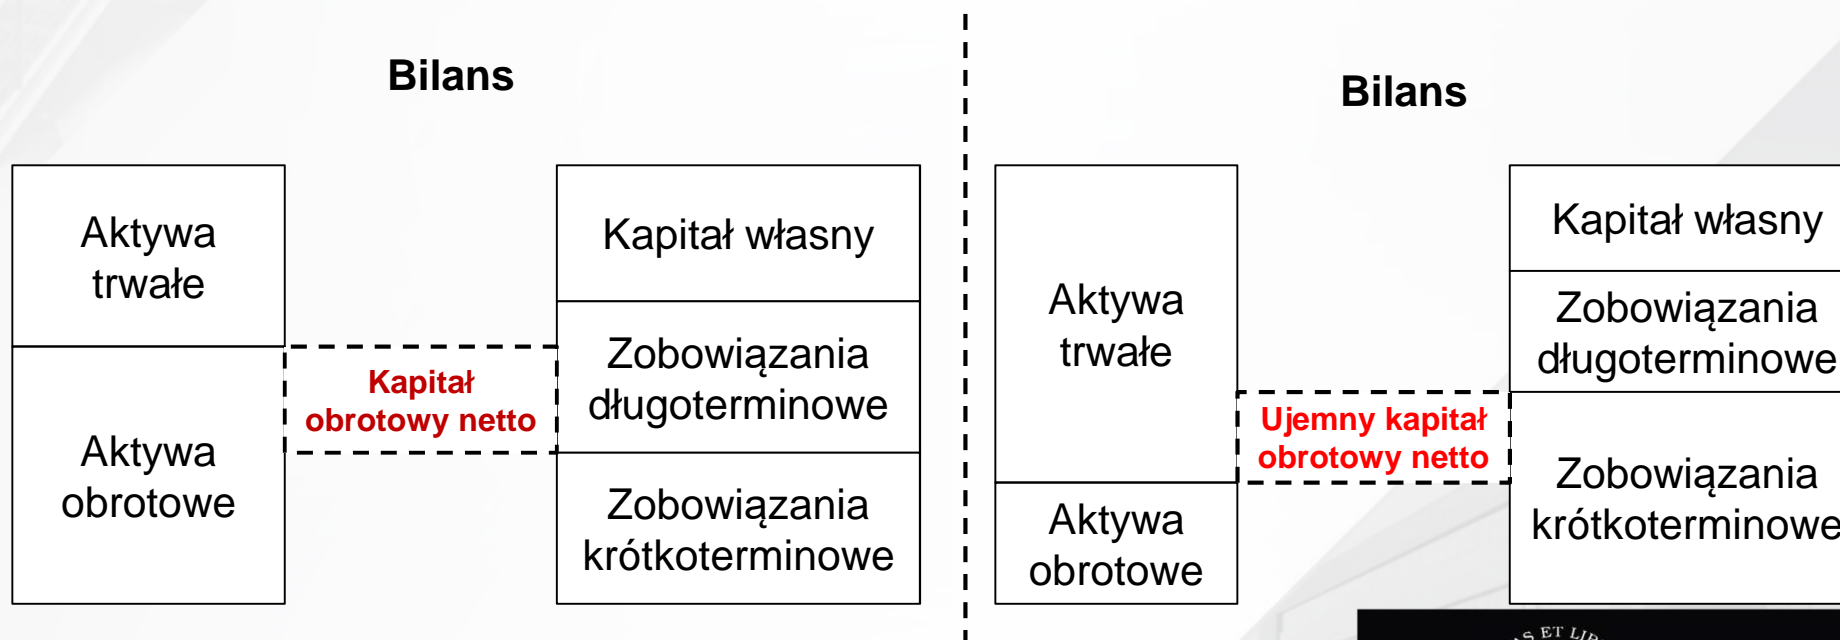 Bilans
Aktywa
trwałe
Aktywa
obrotowe
Kapitał
obrotowy netto
Kapitał własny
Zobowiązania
długoterminowe
Zobowiązania
krótkoterminowe
Bilans
Aktywa
trwałe
Aktywa
obrotowe
Ujemny kapitał
obrotowy netto
Kapitał własny
Zobowiązania
długoterminowe
Zobowiązania
krótkoterminowe
ET